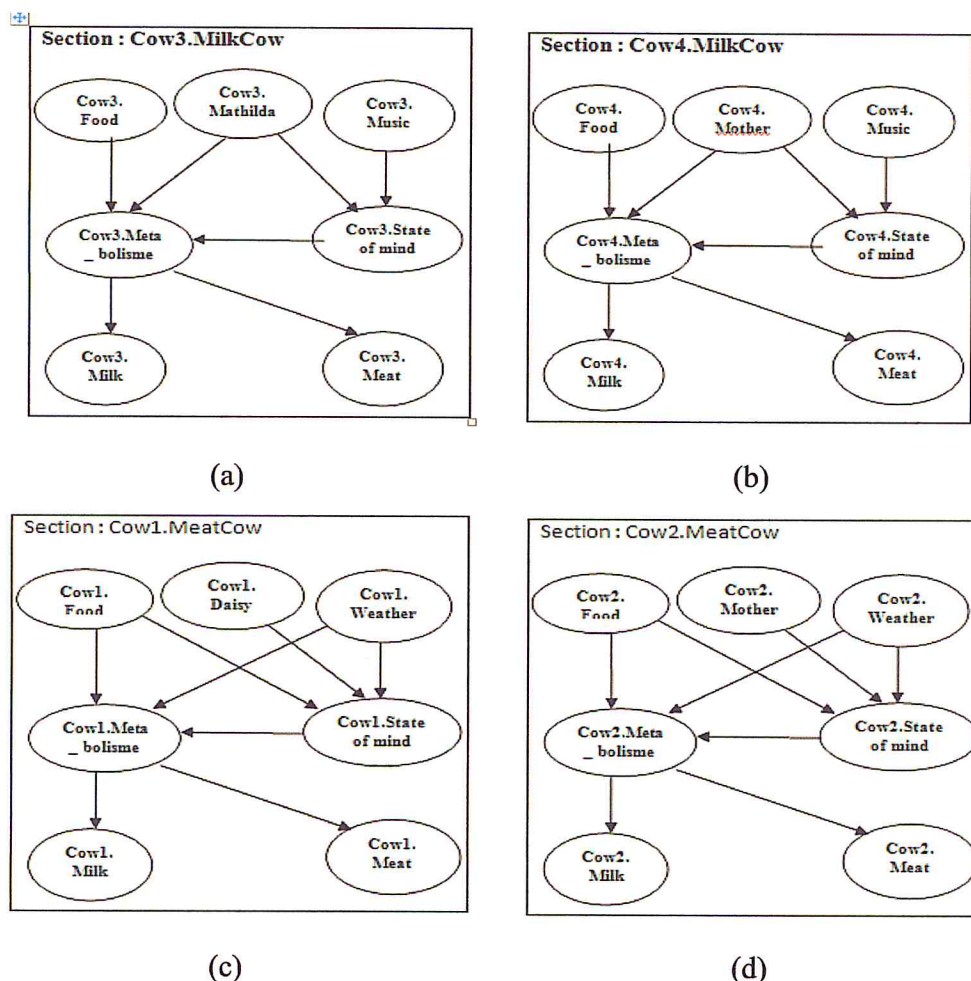 Section : Cow3.MilkCow
Cow3.
Food
Cow3.
Mathilda
Cow3.
Music
Cow3.Meta
_ bolisme
Cow3.State
of mind
Cow3.
Milk
Cow3.
Meat
(a)
Section : Cow4.MilkCow
Cow4.
Food
Cow4.
Mother
Cow4.
Music
Cow4.Meta
_ bolisme
Cow4.State
of mind
Cow4.
Milk
Cow4.
Meat
(b)
Section : Cow1.MeatCow
Cow1.
Food
Cow1.
Daisy
Cow1.
Weather
Cow1.Meta
_ bolisme
Cow1.State
of mind
Cow1.
Milk
Cow1.
Meat
(c)
Section : Cow2.MeatCow
Cow2.
Food
Cow2.
Mother
Cow2.
Weather
Cow2.Meta
_ bolisme
Cow2.State
of mind
Cow2.
Milk
Cow2.
Meat
(d)